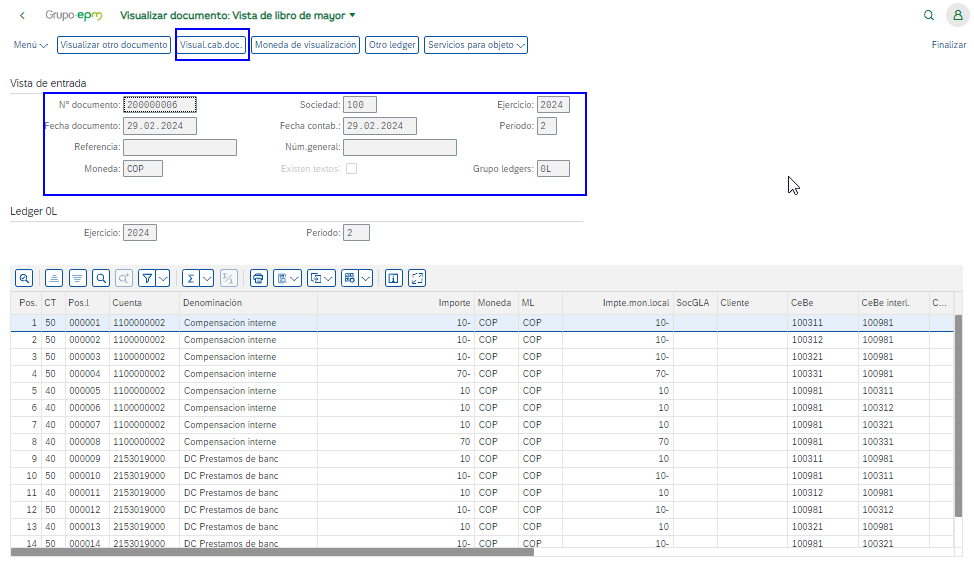 Grupo·epm Visualizar documento: Vista de libro de mayor
Menú Visualizar otro documento Visual.cab.doc. Moneda de visualización Otro ledger Servicios para objeto Finalizar
Vista de entrada
Nº documento: 200000006 Sociedad: 100 Ejercicio: 2024
Fecha documento: 29.02.2024 Fecha contab.: 29.02.2024 Período: 2
Referencia: Núm.general:
Moneda: COP Existen textos: Grupo ledgers: 0L
Ledger 0L
Ejercicio: 2024 Período: 2
Pos. CT Pos.l Cuenta Denominación Importe Moneda ML Impte.mon.local SocGLA Cliente CeBe CeBe interl. C...
1 50 000001 1100000002 Compensacion interne 10- COP COP 10- 100311 100981
2 50 000002 1100000002 Compensacion interne 10- COP COP 10- 100312 100981
3 50 000003 1100000002 Compensacion interne 10- COP COP 10- 100321 100981
4 50 000004 1100000002 Compensacion interne 70- COP COP 70- 100331 100981
5 40 000005 1100000002 Compensacion interne 10 COP COP 10 100981 100311
6 40 000006 1100000002 Compensacion interne 10 COP COP 10 100981 100312
7 40 000007 1100000002 Compensacion interne 10 COP COP 10 100981 100321
8 40 000008 1100000002 Compensacion interne 70 COP COP 70 100981 100331
9 40 000009 2153019000 DC Prestamos de banc 10 COP COP 10 100311 100981
10 50 000010 2153019000 DC Prestamos de banc 10- COP COP 10- 100981 100311
11 40 000011 2153019000 DC Prestamos de banc 10 COP COP 10 100312 100981
12 50 000012 2153019000 DC Prestamos de banc 10- COP COP 10- 100981 100312
13 40 000013 2153019000 DC Prestamos de banc 10 COP COP 10 100321 100981
14 50 000014 2153019000 DC Prestamos de banc 10- COP COP 10- 100981 100321